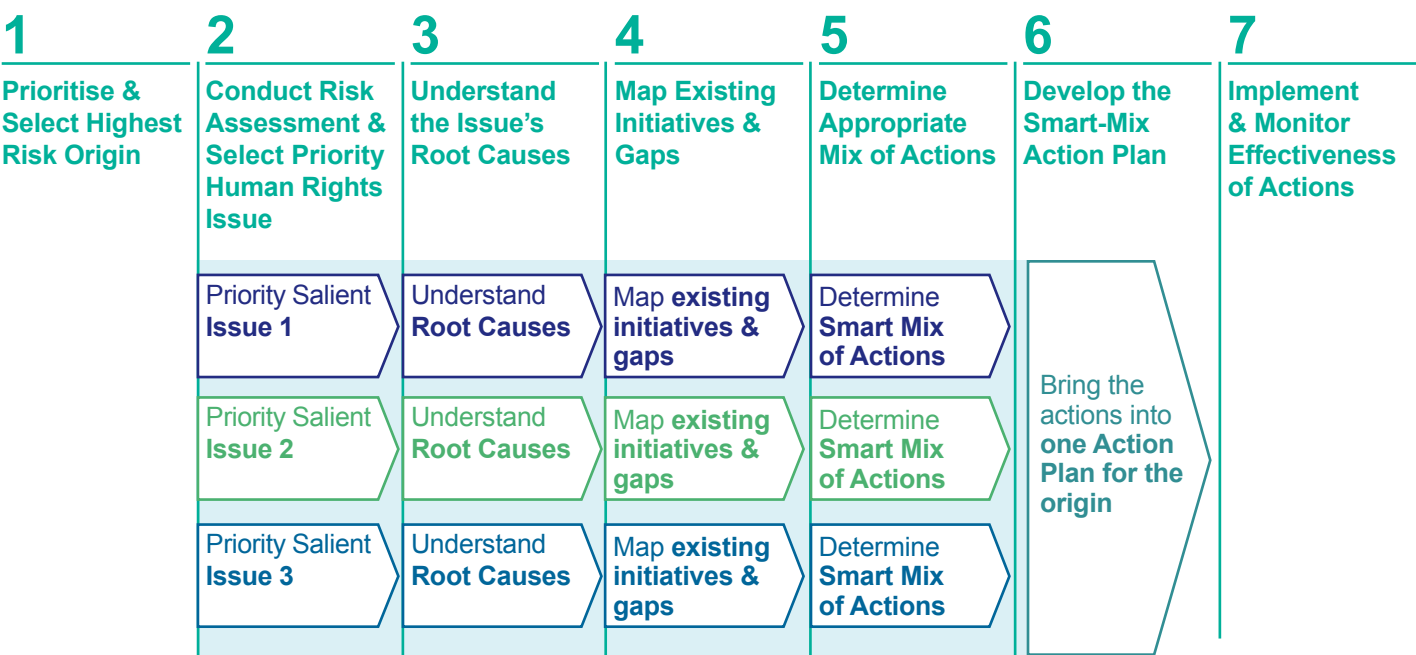 1
Prioritise &
Select Highest
Risk Origin
2
Conduct Risk
Assessment &
Select Priority
Human Rights
Issue
3
Understand
the Issue's
Root Causes
4
Map Existing
Initiatives &
Gaps
5
Determine
Appropriate
Mix of Actions
6
Develop the
Smart-Mix
Action Plan
7
Implement
& Monitor
Effectiveness
of Actions
Priority Salient
Issue 1
Understand
Root Causes
Map existing
initiatives &
gaps
Determine
Smart Mix
of Actions
Priority Salient
Issue 2
Understand
Root Causes
Map existing
initiatives &
gaps
Determine
Smart Mix
of Actions
Priority Salient
Issue 3
Understand
Root Causes
Map existing
initiatives &
gaps
Determine
Smart Mix
of Actions
Bring the
actions into
one Action
Plan for the
origin